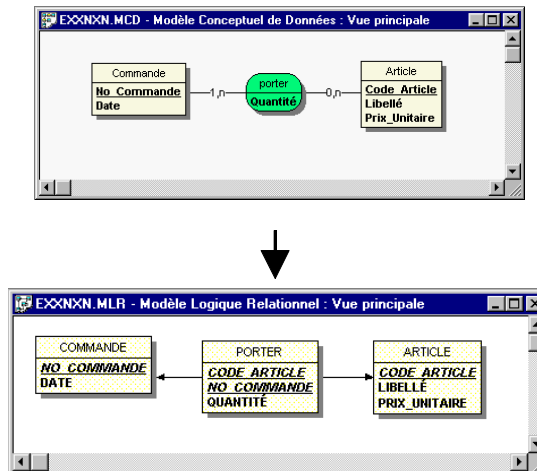 EXXNXN.MCD - Modèle Conceptuel de Données : Vue principale
Commande
No_Commande
Date
1,n
porter
Quantité
0,n
Article
Code_Article
Libellé
Prix_Unitaire
EXXNXN.MLR - Modèle Logique Relationnel : Vue principale
COMMANDE
NO_COMMANDE
DATE
PORTER
CODE_ARTICLE
NO_COMMANDE
QUANTITÉ
ARTICLE
CODE_ARTICLE
LIBELLÉ
PRIX_UNITAIRE